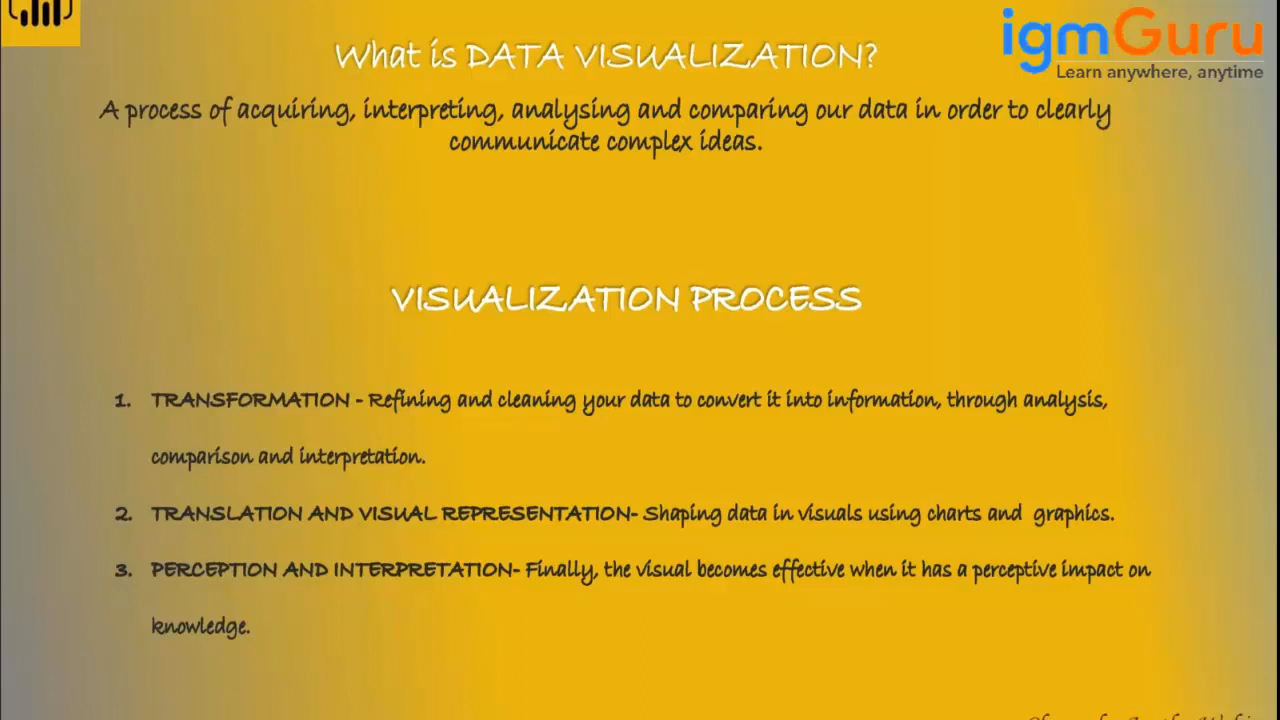 What is DATA VISUALIZATION?
igmGuru
Learn anywhere, anytime
A process of acquiring, interpreting, analysing and comparing our data in order to clearly
communicate complex ideas.
VISUALIZATION PROCESS
1. TRANSFORMATION - Refining and cleaning your data to convert it into information, through analysis,
comparison and interpretation.
2. TRANSLATION AND VISUAL REPRESENTATION- Shaping data in visuals using charts and graphics.
3. PERCEPTION AND INTERPRETATION- Finally, the visual becomes effective when it has a perceptive impact on
knowledge.